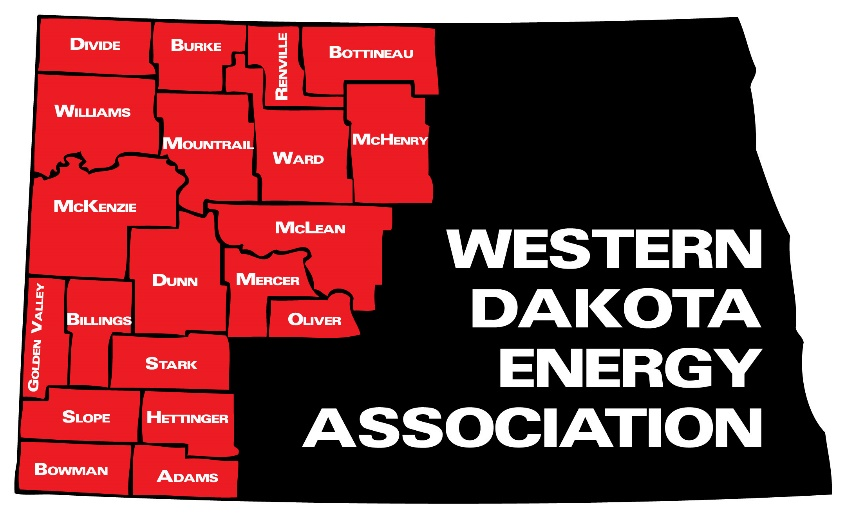 DIVIDE
BURKE
RENVILLE
BOTTINEAU
WILLIAMS
MOUNTRAIL
WARD
MCHENRY
MCKENZIE
MCLEAN
DUNN
MERCER
OLIVER
GOLDEN VALLEY
BILLINGS
STARK
SLOPE
HETTINGER
BOWMAN
ADAMS
WESTERN
DAKOTA
ENERGY
ASSOCIATION